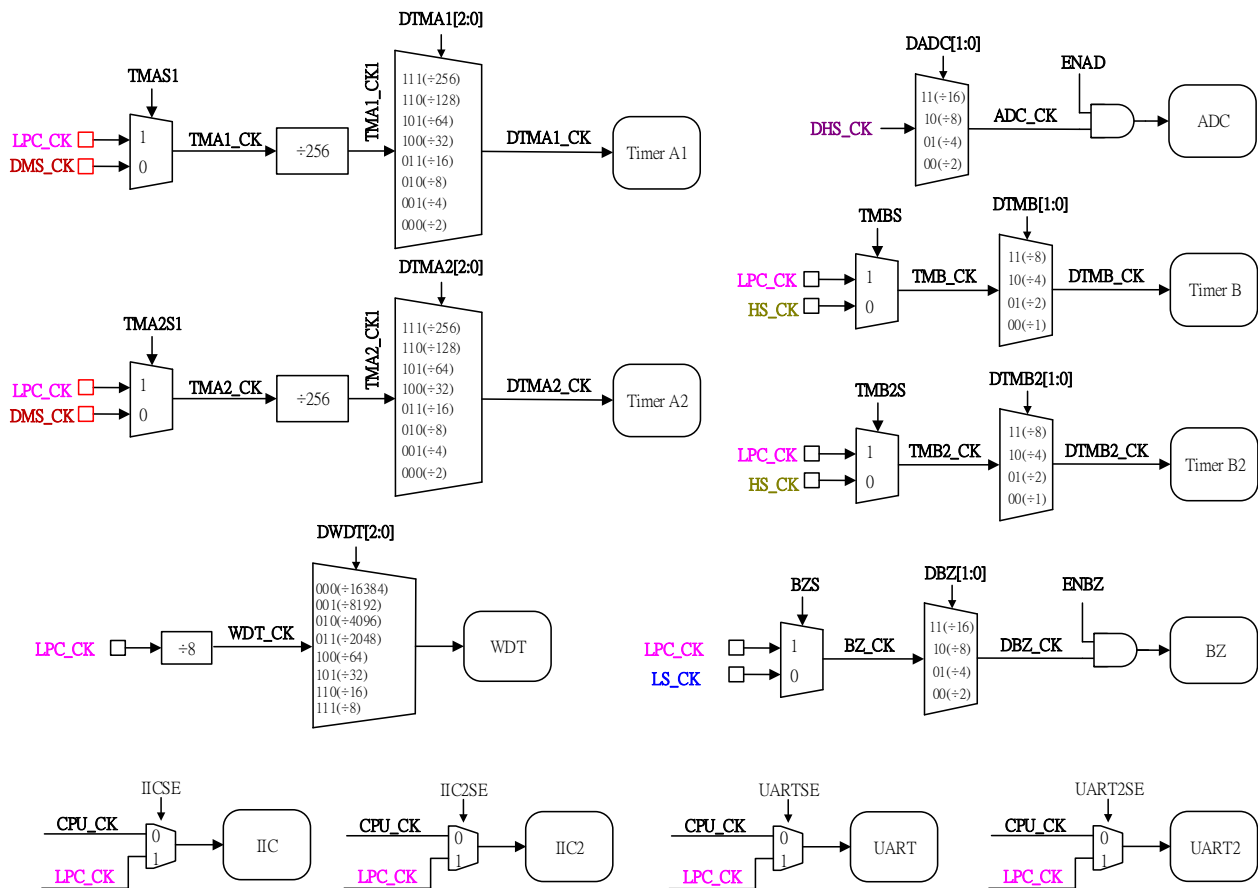 DTMA1[2:0]
TMAS1
LPC_CK
DMS_CK
1
0
TMA1_CK
÷256
TMA1_CK1
111(÷256)
110(÷128)
101(÷64)
100(÷32)
011(÷16)
010(÷8)
001(÷4)
000(÷2)
DTMA1_CK
Timer A1
DADC[1:0]
ENAD
DHS_CK
11(÷16)
10(÷8)
01(÷4)
00(÷2)
ADC_CK
ADC
TMBS
DTMB[1:0]
LPC_CK
HS_CK
1
0
TMB_CK
11(÷8)
10(÷4)
01(÷2)
00(÷1)
DTMB_CK
Timer B
DTMA2[2:0]
TMA2S1
LPC_CK
DMS_CK
1
0
TMA2_CK
÷256
TMA2_CK1
111(÷256)
110(÷128)
101(÷64)
100(÷32)
011(÷16)
010(÷8)
001(÷4)
000(÷2)
DTMA2_CK
Timer A2
TMB2S
DTMB2[1:0]
LPC_CK
HS_CK
1
0
TMB2_CK
11(÷8)
10(÷4)
01(÷2)
00(÷1)
DTMB2_CK
Timer B2
DWDT[2:0]
LPC_CK
÷8
WDT_CK
000(÷16384)
001(÷8192)
010(÷4096)
011(÷2048)
100(÷64)
101(÷32)
110(÷16)
111(÷8)
WDT
BZS
DBZ[1:0]
ENBZ
LPC_CK
LS_CK
1
0
BZ_CK
11(÷16)
10(÷8)
01(÷4)
00(÷2)
DBZ_CK
BZ
IICSE
CPU_CK
LPC_CK
0
1
IIC
IIC2SE
CPU_CK
LPC_CK
0
1
IIC2
UARTSE
CPU_CK
LPC_CK
0
1
UART
UART2SE
CPU_CK
LPC_CK
0
1
UART2